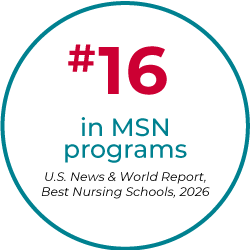 #16
in MSN
programs
U.S. News & World Report,
Best Nursing Schools, 2026